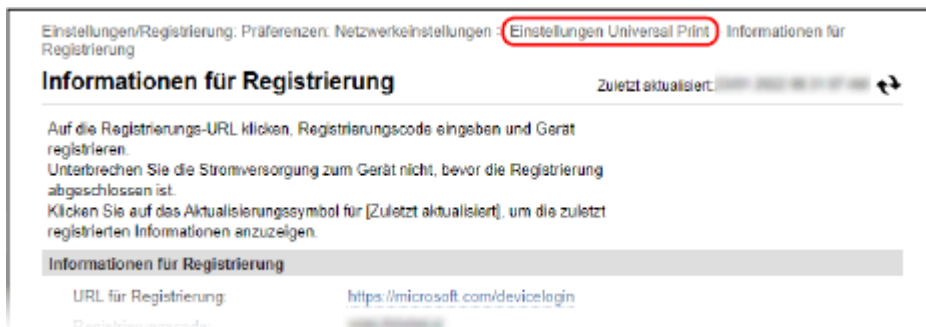 Einstellungen/Registrierung: Präferenzen: Netzwerkeinstellungen : Einstellungen Universal Print Informationen für
Registrierung
Informationen für Registrierung
Zuletzt aktualisiert:
Auf die Registrierungs-URL klicken, Registrierungscode eingeben und Gerät
registrieren.
Unterbrechen Sie die Stromversorgung zum Gerät nicht, bevor die Registrierung
abgeschlossen ist.
Klicken Sie auf das Aktualisierungssymbol für [Zuletzt aktualisiert], um die zuletzt
registrierten Informationen anzuzeigen.
Informationen für Registrierung
URL für Registrierung: https://microsoft.com/devicelogin
Registrierungscode: